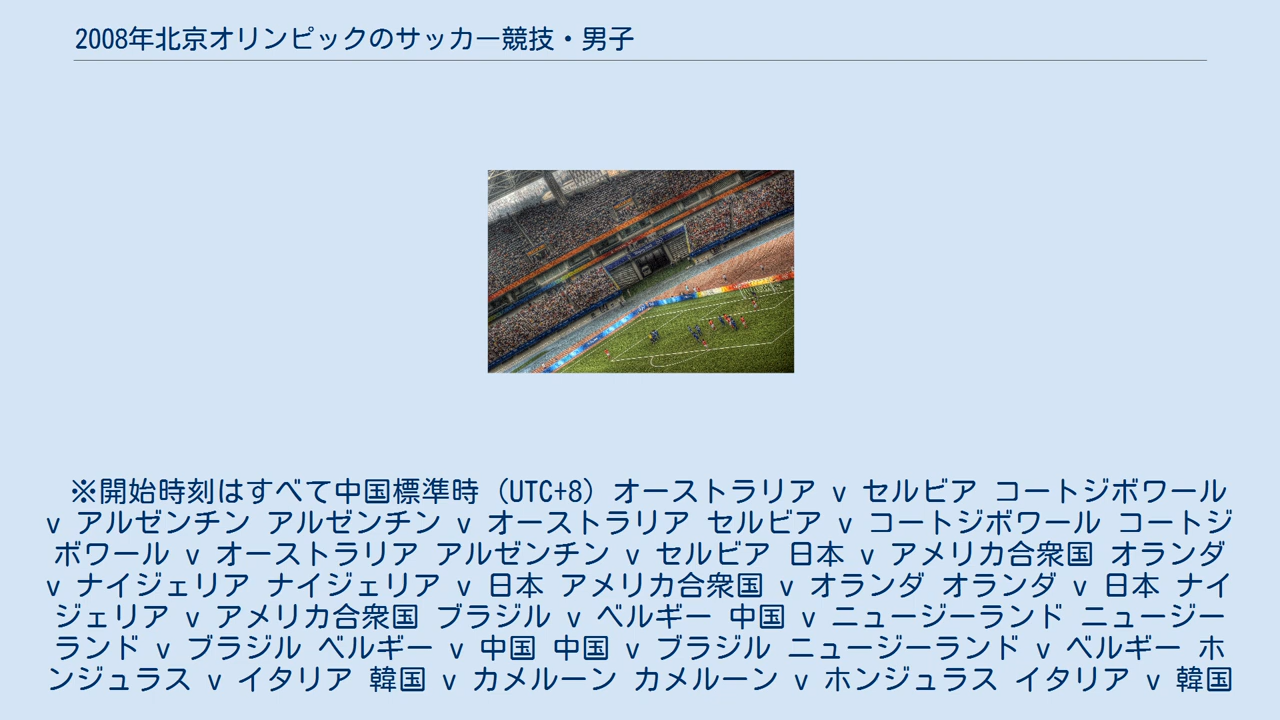 2008年北京オリンピックのサッカー競技・男子
※開始時刻はすべて中国標準時（UTC+8）オーストラリア v セルビア コートジボワール
v アルゼンチン アルゼンチン v オーストラリア セルビア v コートジボワール コートジ
ボワール v オーストラリア アルゼンチン v セルビア 日本 v アメリカ合衆国 オランダ
v ナイジェリア ナイジェリア v 日本 アメリカ合衆国 v オランダ オランダ v 日本 ナイ
ジェリア v アメリカ合衆国 ブラジル v ベルギー 中国 v ニュージーランド ニュージー
ランド v ブラジル ベルギー v 中国 中国 v ブラジル ニュージーランド v ベルギー ホ
ンジュラス v イタリア 韓国 v カメルーン カメルーン v ホンジュラス イタリア v 韓国